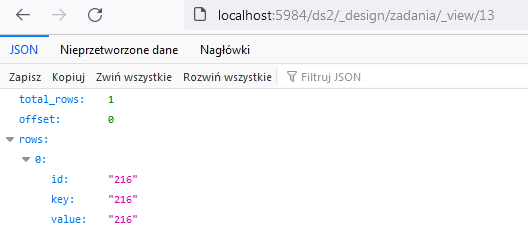 localhost:5984/ds2/_design/zadania/_view/13
JSON Nieprzetworzone dane Nagłówki
Zapisz Kopiuj Zwiń wszystkie Rozwiń wszystkie Filtruj JSON
total_rows: 1
offset: 0
rows:
0:
id: "216"
key: "216"
value: "216"